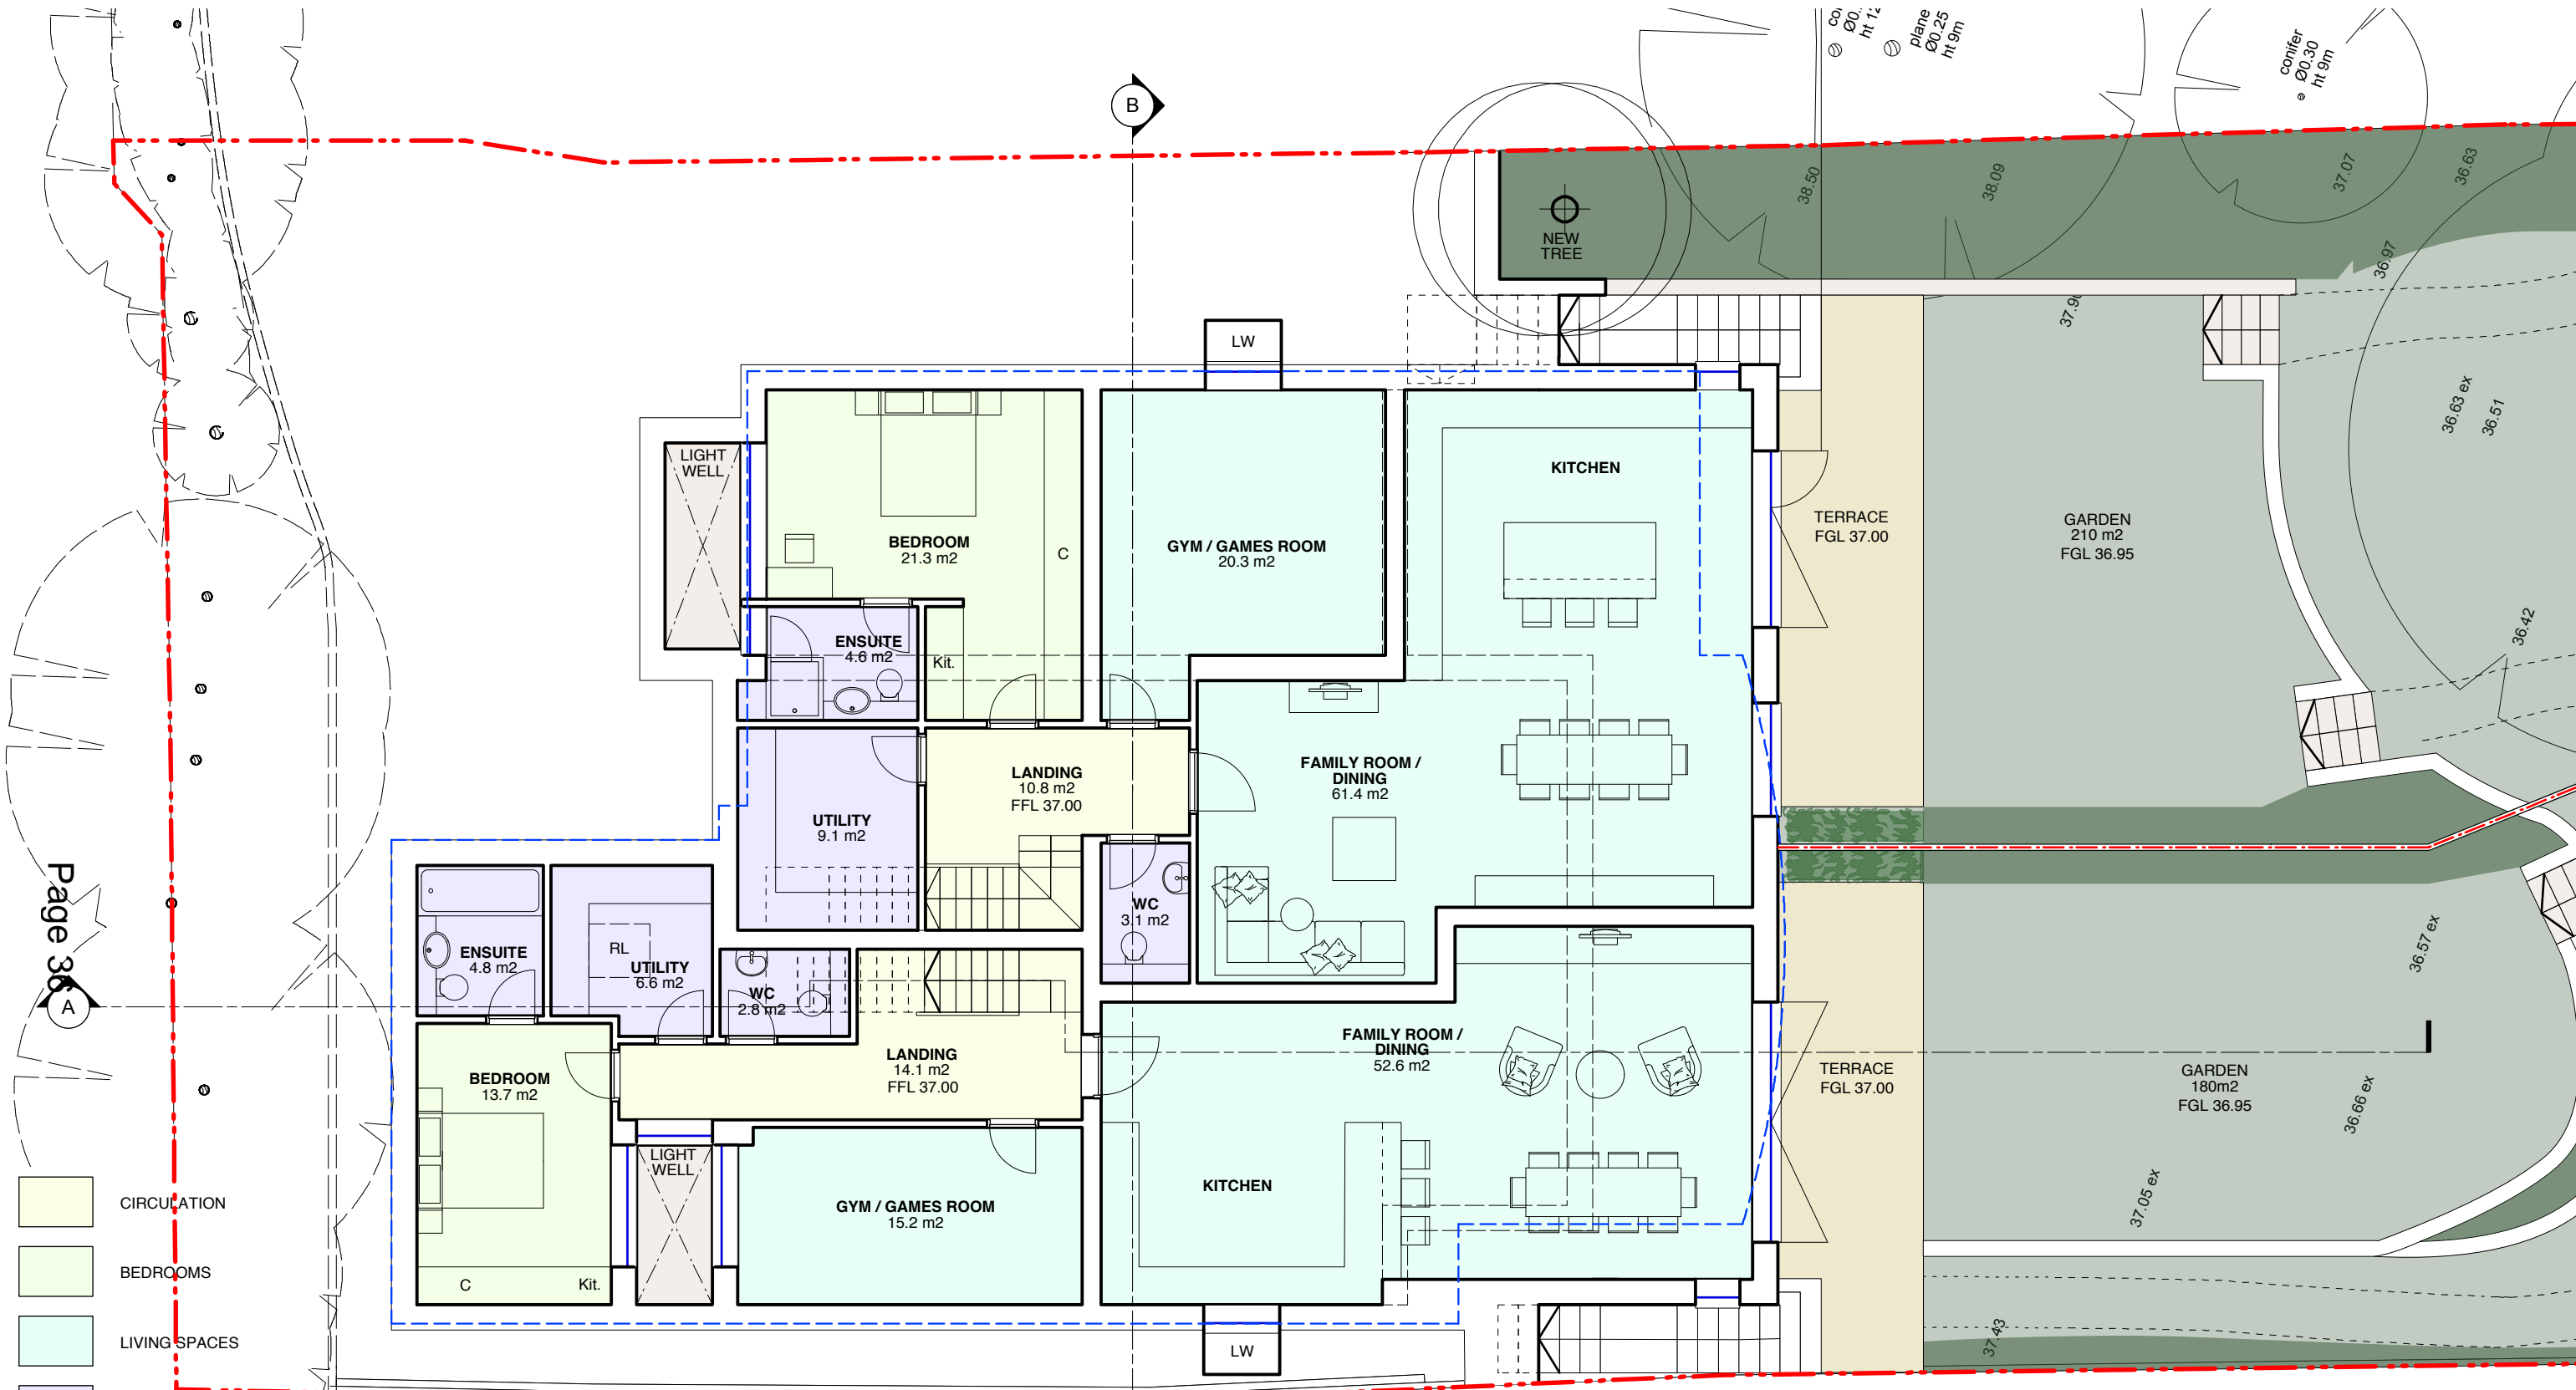 conifer
Ø0.30
ht 9m
plane
Ø0.25
ht 9m
ht 12
B
38.50
38.09
37.07
36.63
36.97
NEW
TREE
LW
LIGHT
WELL
BEDROOM
21.3 m2
C
GYM / GAMES ROOM
20.3 m2
KITCHEN
TERRACE
FGL 37.00
GARDEN
210 m2
FGL 36.95
36.63 ex
36.51
36.42
ENSUITE
4.6 m2
Kit.
UTILITY
9.1 m2
LANDING
10.8 m2
FFL 37.00
FAMILY ROOM /
DINING
61.4 m2
WC
3.1 m2
ENSUITE
4.8 m2
RL
UTILITY
6.6 m2
WC
2.8 m2
LANDING
14.1 m2
FFL 37.00
FAMILY ROOM /
DINING
52.6 m2
BEDROOM
13.7 m2
C
Kit.
LIGHT
WELL
GYM / GAMES ROOM
15.2 m2
KITCHEN
LW
TERRACE
FGL 37.00
GARDEN
180m2
FGL 36.95
36.57 ex
36.66 ex
37.05 ex
37.43
Page
A
CIRCULATION
BEDROOMS
LIVING SPACES